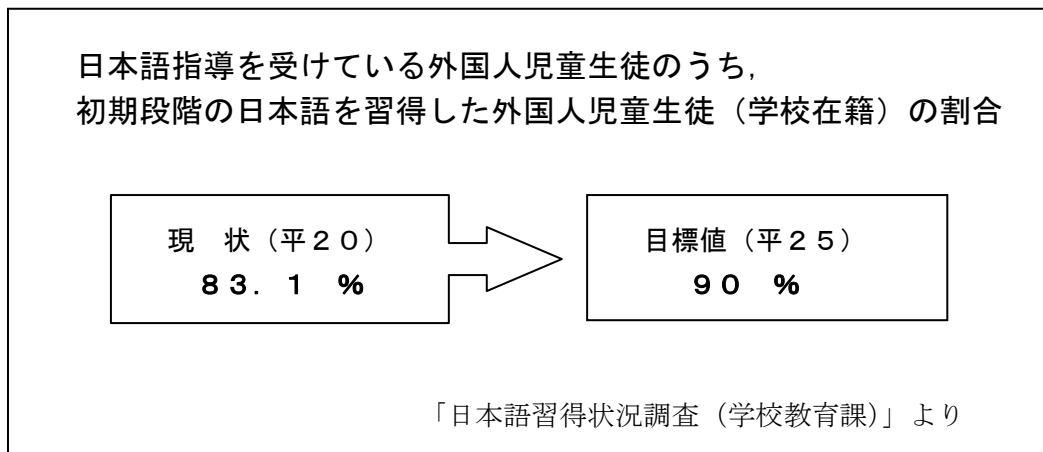 日本語指導を受けている外国人児童生徒のうち，
初期段階の日本語を習得した外国人児童生徒（学校在籍）の割合
現　状（平２０）
８３．１　％
目標値（平２５）
９０　％
「日本語習得状況調査（学校教育課）」より